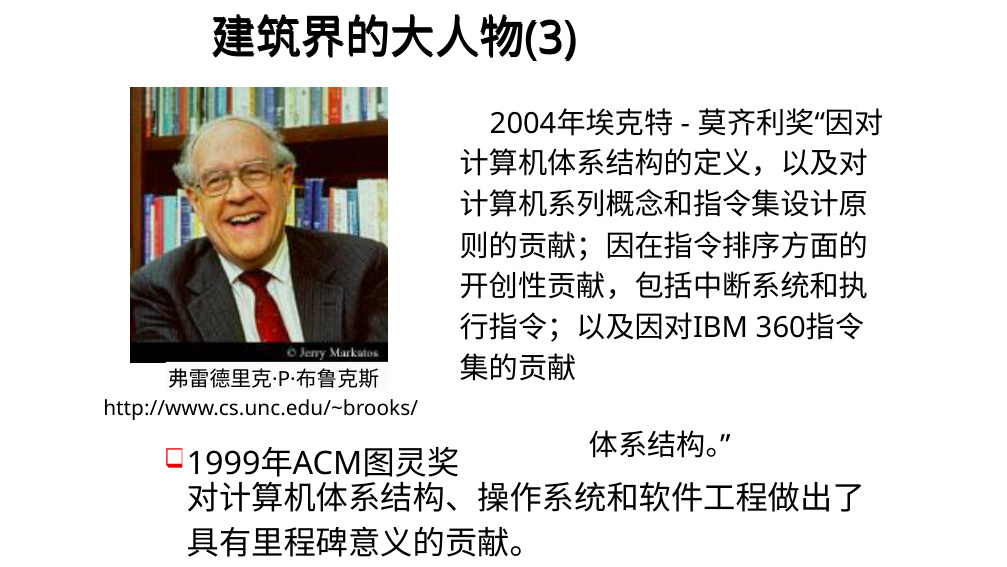 建筑界的大人物(3)
2004年埃克特 - 莫齐利奖“因对
计算机体系结构的定义，以及对
计算机系列概念和指令集设计原
则的贡献；因在指令排序方面的
开创性贡献，包括中断系统和执
行指令；以及因对IBM 360指令
集的贡献
体系结构。”
© Jerry Markatos
弗雷德里克·P·布鲁克斯
http://www.cs.unc.edu/~brooks/
1999年ACM图灵奖
对计算机体系结构、操作系统和软件工程做出了
具有里程碑意义的贡献。